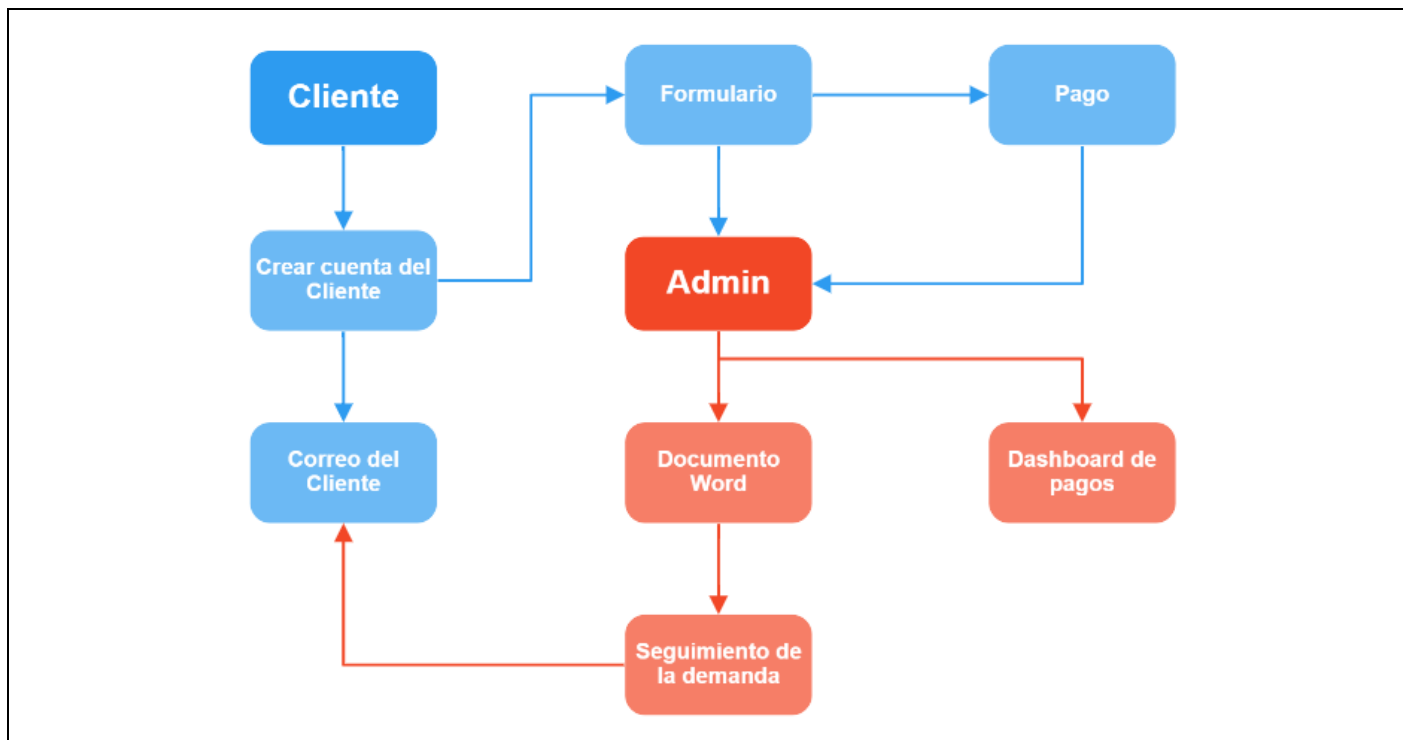 Cliente
Formulario
Pago
Crear cuenta del
Cliente
Admin
Correo del
Cliente
Documento
Word
Dashboard de
pagos
Seguimiento de
la demanda